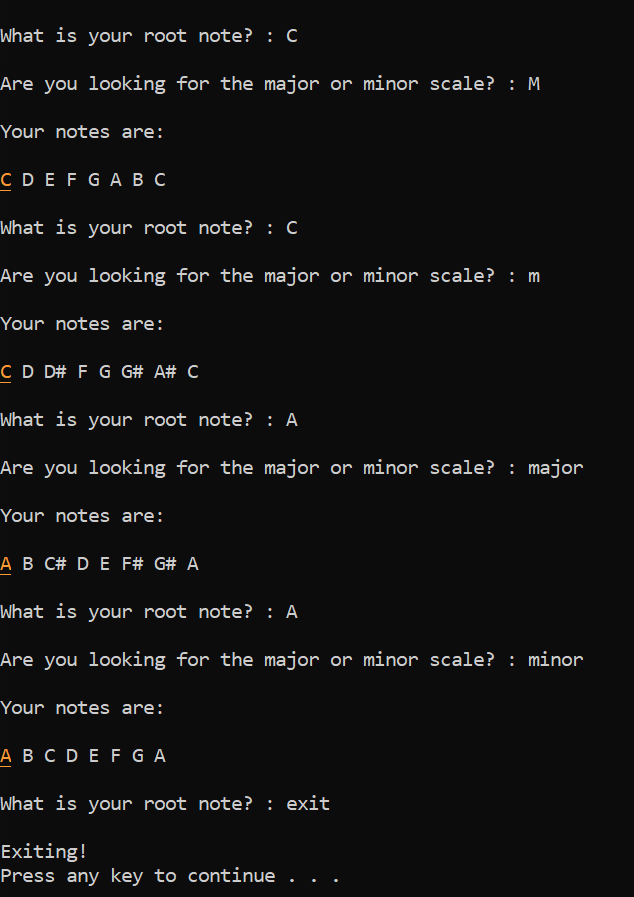 What is your root note? : C
Are you looking for the major or minor scale? : M
Your notes are:
C D E F G A B C
What is your root note? : C
Are you looking for the major or minor scale? : m
Your notes are:
C D D# F G G# A# C
What is your root note? : A
Are you looking for the major or minor scale? : major
Your notes are:
A B C# D E F# G# A
What is your root note? : A
Are you looking for the major or minor scale? : minor
Your notes are:
A B C D E F G A
What is your root note? : exit
Exiting!
Press any key to continue . . .